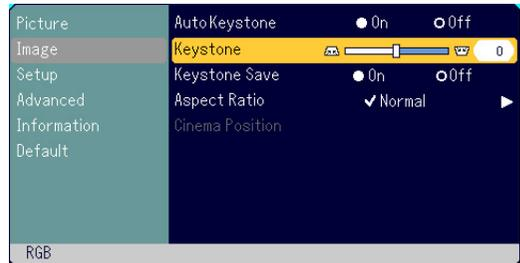 Picture
Image
Setup
Advanced
Information
Default
Auto Keystone On Off
Keystone 0
Keystone Save On Off
Aspect Ratio Normal
Cinema Position
RGB